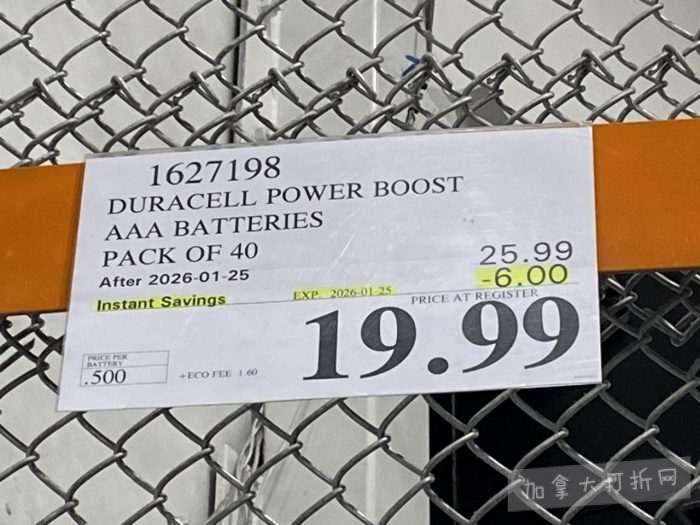 1627198
DURACELL POWER BOOST
AAA BATTERIES
PACK OF 40
After 2026-01-25
25.99
Instant Savings
EXP 2026-01-25
-6.00
PRICE AT REGISTER
19.99
PRICE PER
BATTERY
.500
+ECO FEE 1.60
加拿大打折网